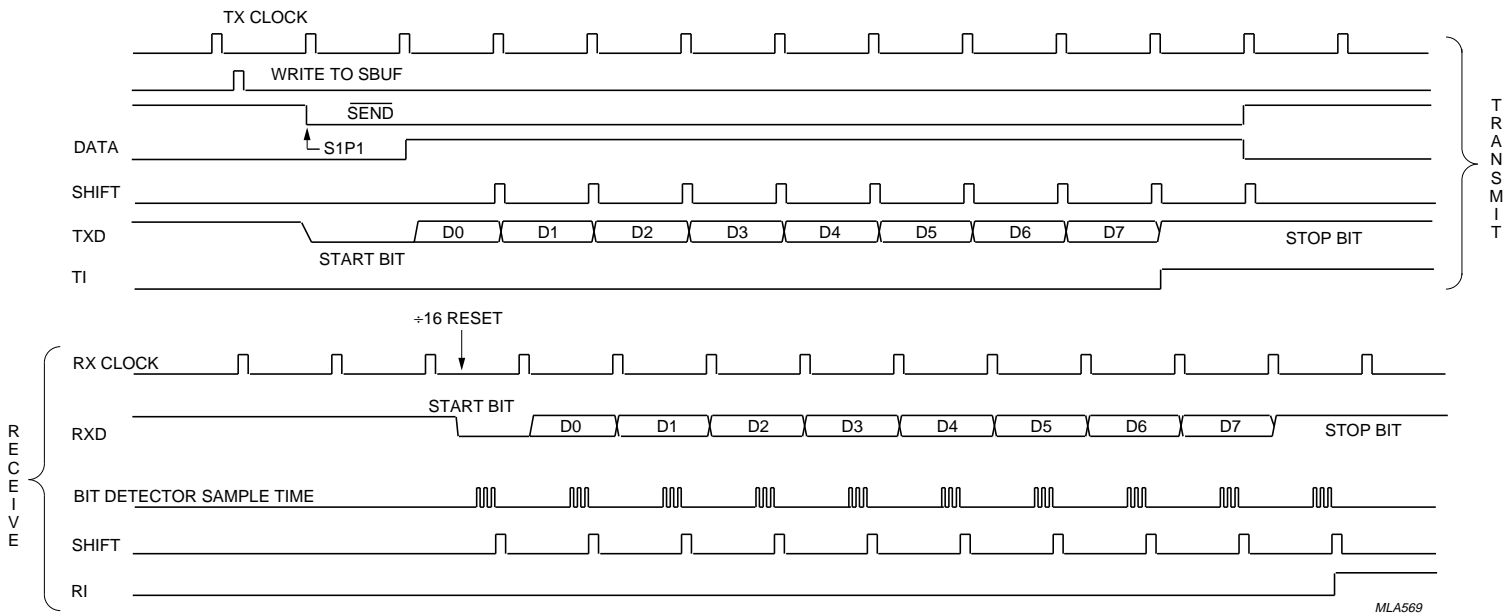 TX CLOCK
WRITE TO SBUF
SEND
S1P1
DATA
SHIFT
TXD
START BIT
D0 D1 D2 D3 D4 D5 D6 D7
STOP BIT
TI
TRANSMIT
÷16 RESET
RX CLOCK
START BIT
RXD
D0 D1 D2 D3 D4 D5 D6 D7
STOP BIT
BIT DETECTOR SAMPLE TIME
SHIFT
RI
RECEIVE
MLA569